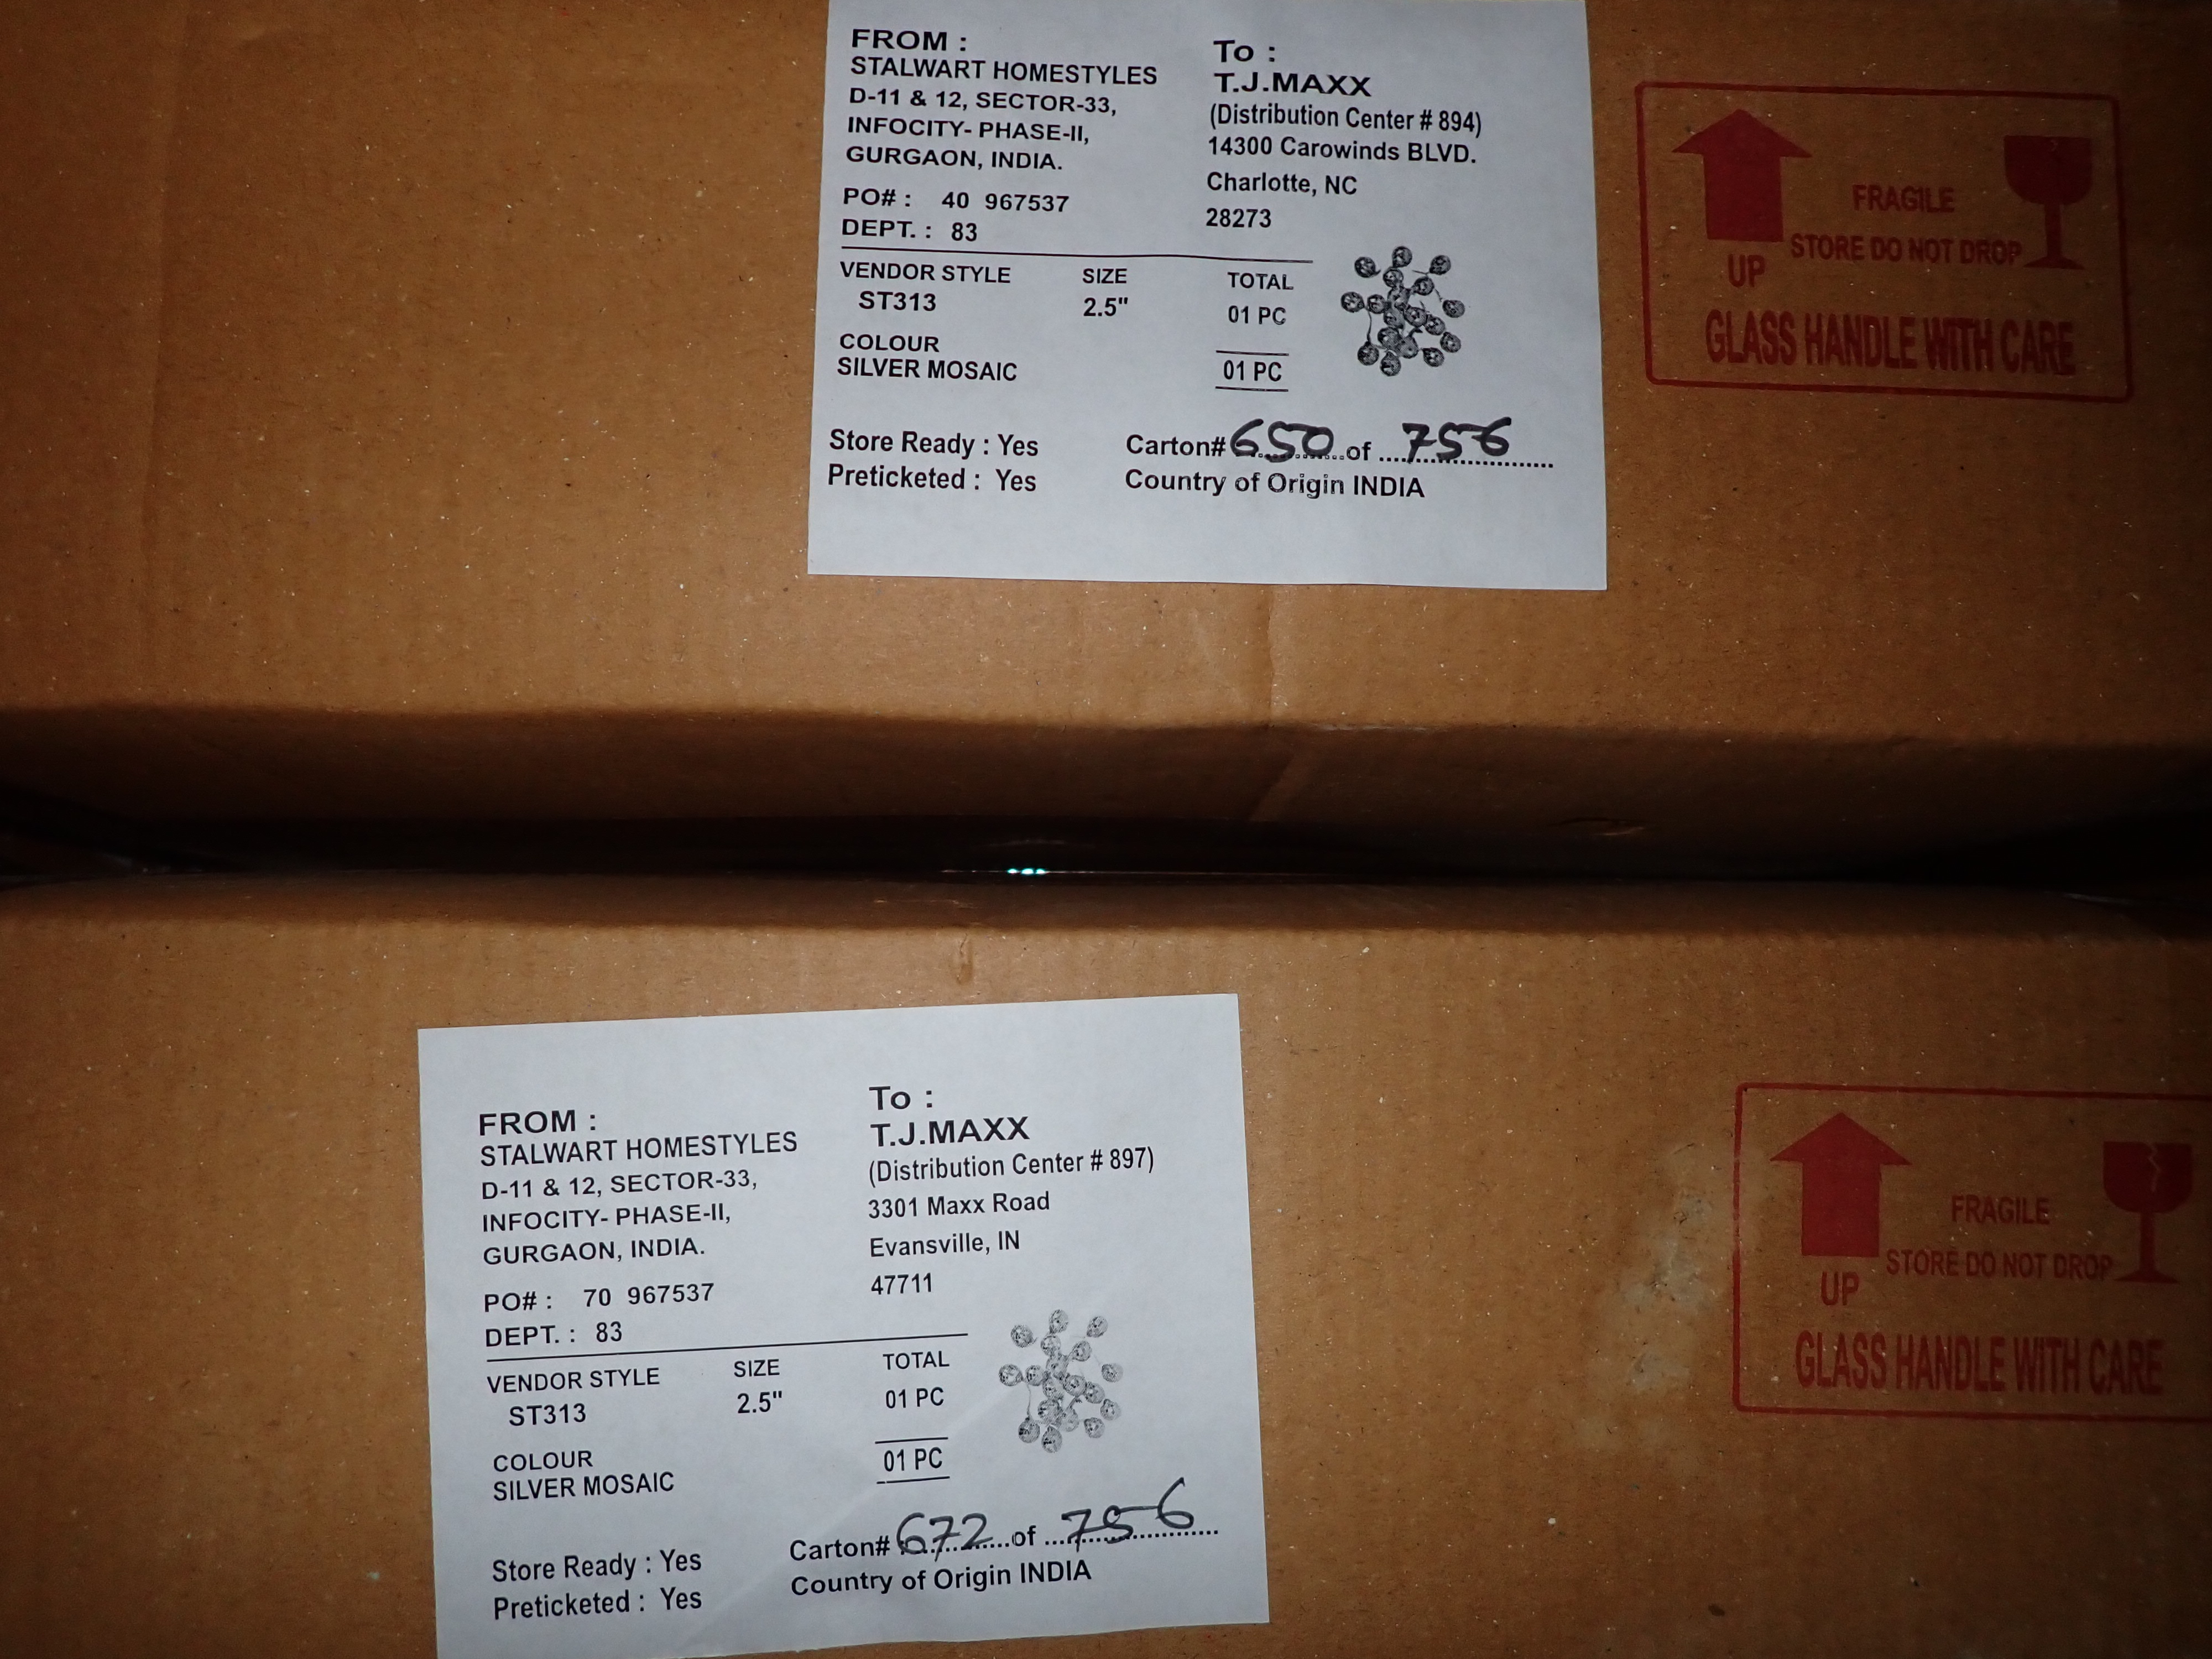 FROM :
STALWART HOMESTYLES
D-11 & 12, SECTOR-33,
INFOCITY- PHASE-II,
GURGAON, INDIA.
PO# : 40 967537
DEPT. : 83
To :
T.J.MAXX
(Distribution Center # 894)
14300 Carowinds BLVD.
Charlotte, NC
28273
VENDOR STYLE SIZE TOTAL
ST313 2.5" 01 PC
COLOUR
SILVER MOSAIC 01 PC
Store Ready : Yes Carton# 650 of 756
Preticketed : Yes Country of Origin INDIA
FRAGILE
STORE DO NOT DROP
UP
GLASS HANDLE WITH CARE
FROM :
STALWART HOMESTYLES
D-11 & 12, SECTOR-33,
INFOCITY- PHASE-II,
GURGAON, INDIA.
PO# : 70 967537
DEPT. : 83
To :
T.J.MAXX
(Distribution Center # 897)
3301 Maxx Road
Evansville, IN
47711
VENDOR STYLE SIZE TOTAL
ST313 2.5" 01 PC
COLOUR
SILVER MOSAIC 01 PC
Store Ready : Yes Carton# 672 of 756
Preticketed : Yes Country of Origin INDIA
FRAGILE
STORE DO NOT DROP
UP
GLASS HANDLE WITH CARE